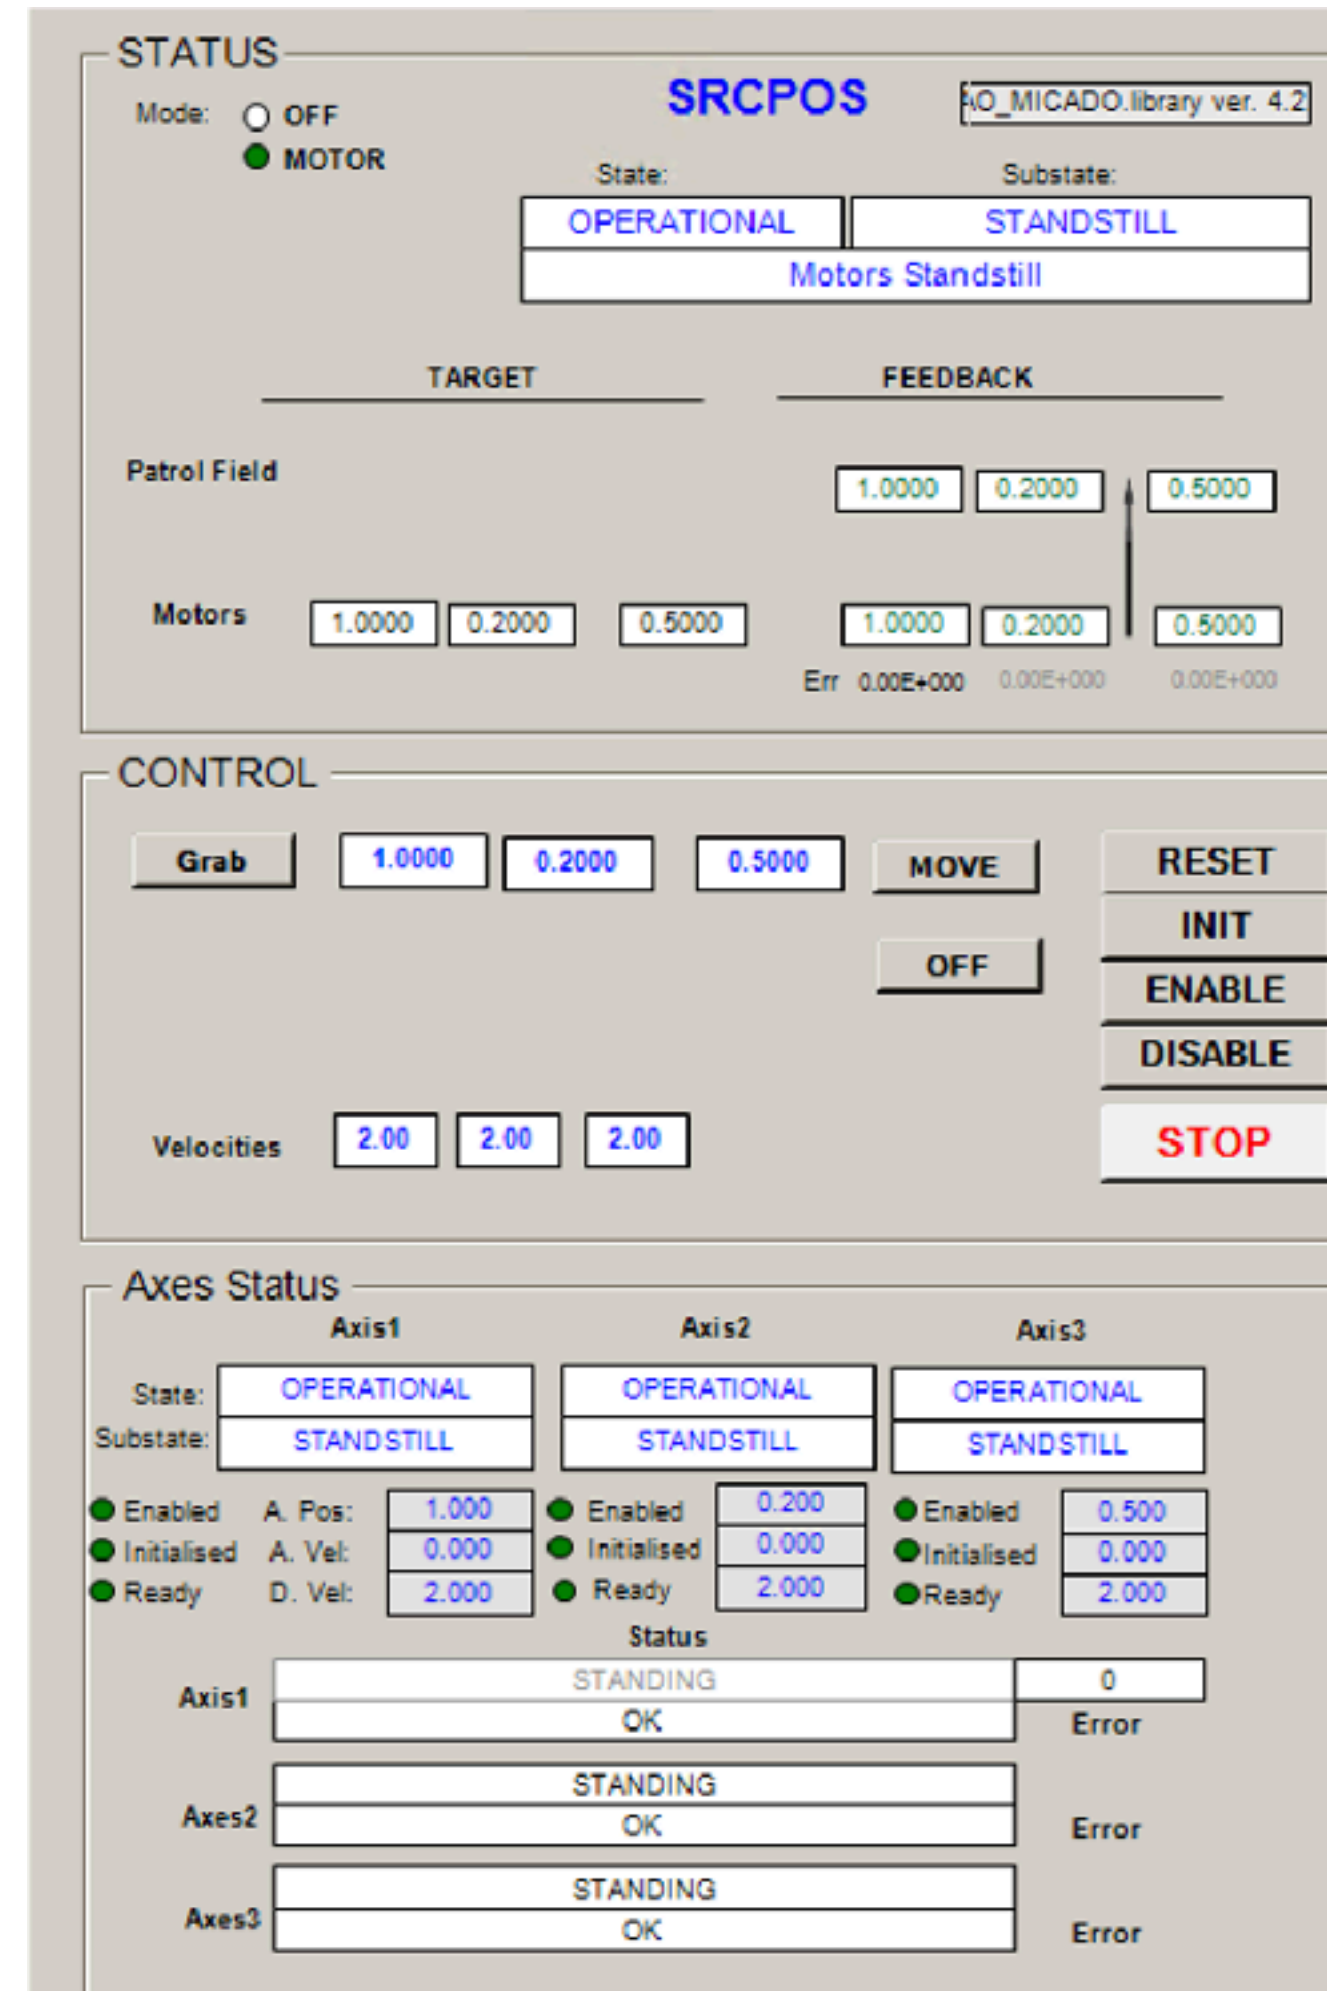 STATUS
Mode: OFF
MOTOR
SRCPOS
AO_MICADO.library ver. 4.2
State: Substate:
OPERATIONAL STANDSTILL
Motors Standstill
TARGET FEEDBACK
Patrol Field 1.0000 0.2000 0.5000
Motors 1.0000 0.2000 0.5000 1.0000 0.2000 0.5000
Err 0.00E+000 0.00E+000 0.00E+000
CONTROL
Grab 1.0000 0.2000 0.5000 MOVE RESET
INIT
OFF
ENABLE
DISABLE
Velocities 2.00 2.00 2.00 STOP
Axes Status
Axis1 Axis2 Axis3
State: OPERATIONAL OPERATIONAL OPERATIONAL
Substate: STANDSTILL STANDSTILL STANDSTILL
Enabled A. Pos: 1.000 Enabled 0.200 Enabled 0.500
Initialised A. Vel: 0.000 Initialised 0.000 Initialised 0.000
Ready D. Vel: 2.000 Ready 2.000 Ready 2.000
Status
Axis1 STANDING 0
OK Error
Axes2 STANDING
OK Error
Axes3 STANDING
OK Error